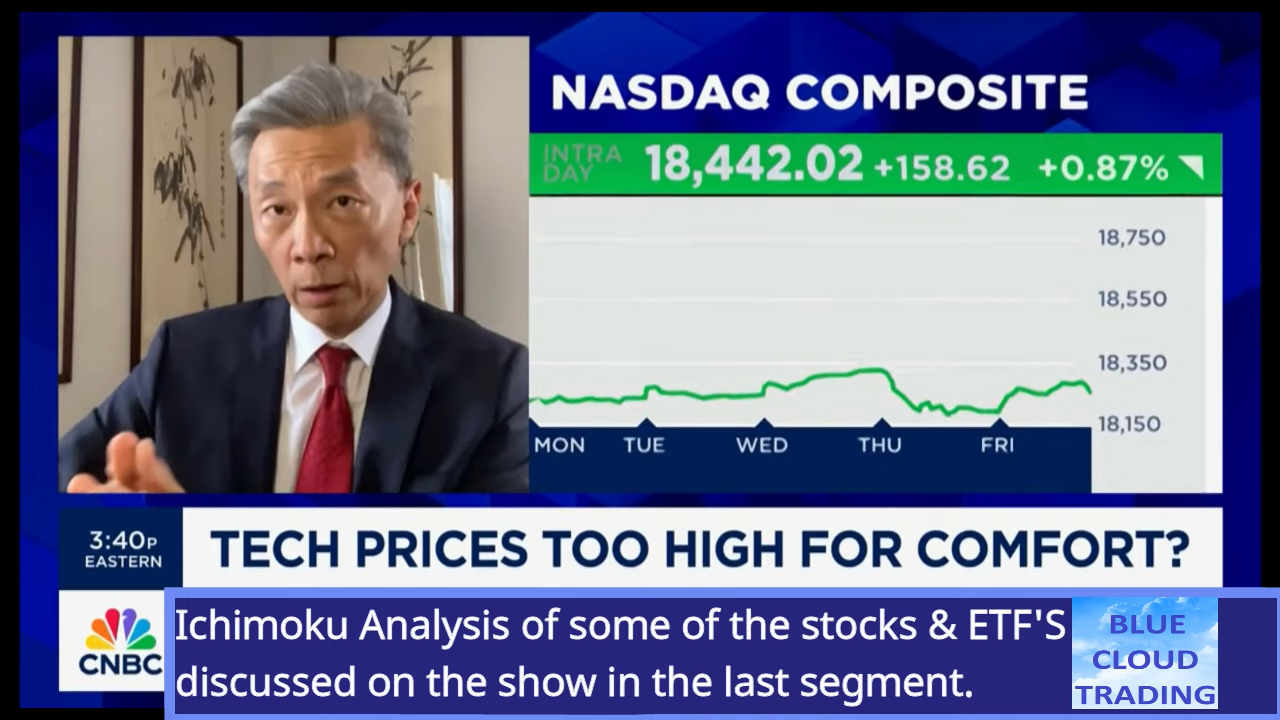 NASDAQ COMPOSITE
INTRA DAY 18,442.02 +158.62 +0.87%
18,750
18,550
18,350
18,150
MON TUE WED THU FRI
3:40P EASTERN
TECH PRICES TOO HIGH FOR COMFORT?
CNBC
Ichimoku Analysis of some of the stocks & ETF'S
discussed on the show in the last segment.
BLUE
CLOUD
TRADING